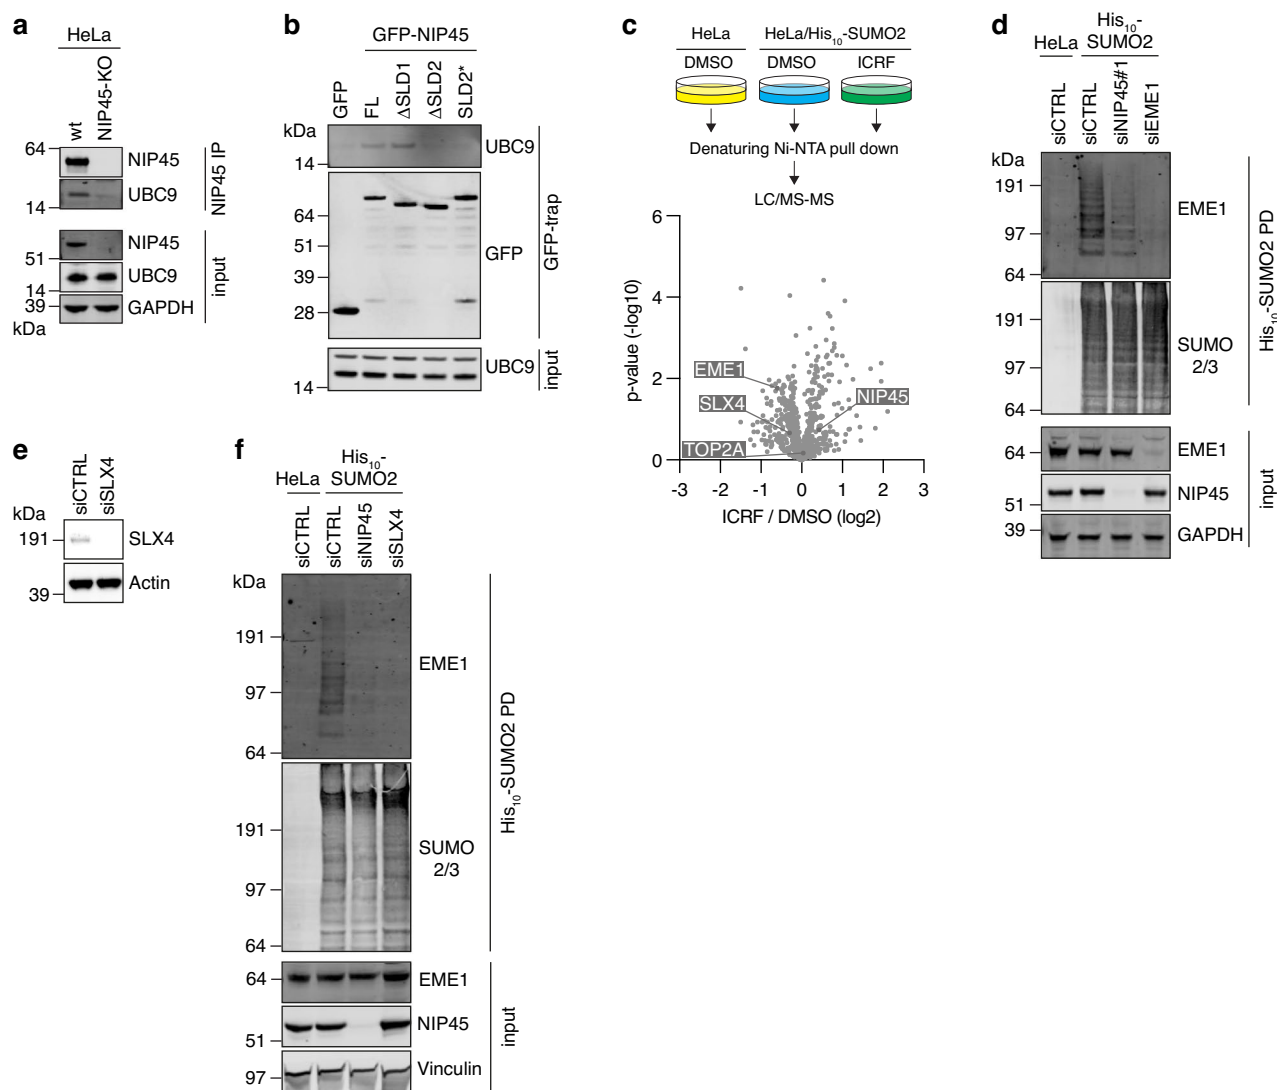 a
HeLa
wt
NIP45-KO
64
NIP45
UBC9
14
NIP45 IP
NIP45
51
UBC9
14
39
GAPDH
kDa
input
b
GFP-NIP45
GFP
FL
ΔSLD1
ΔSLD2
SLD2*
kDa
UBC9
14
64
51
39
28
GFP
GFP-trap
UBC9
14
input
c
HeLa
HeLa/His10-SUMO2
DMSO
DMSO
ICRF
Denaturing Ni-NTA pull down
LC/MS-MS
p-value (-log10)
6
4
2
0
EME1
SLX4
TOP2A
NIP45
-3
-2
-1
0
1
2
3
ICRF / DMSO (log2)
d
His10-
HeLa
SUMO2
siCTRL
siCTRL
siNIP45#1
siEME1
kDa
191
97
64
EME1
191
97
64
SUMO
2/3
His10-SUMO2 PD
64
EME1
51
NIP45
39
GAPDH
input
e
siCTRL
siSLX4
kDa
191
SLX4
39
Actin
f
His10-
HeLa
SUMO2
siCTRL
siCTRL
siNIP45
siSLX4
kDa
191
97
64
EME1
191
97
64
SUMO
2/3
His10-SUMO2 PD
64
EME1
51
NIP45
97
Vinculin
input